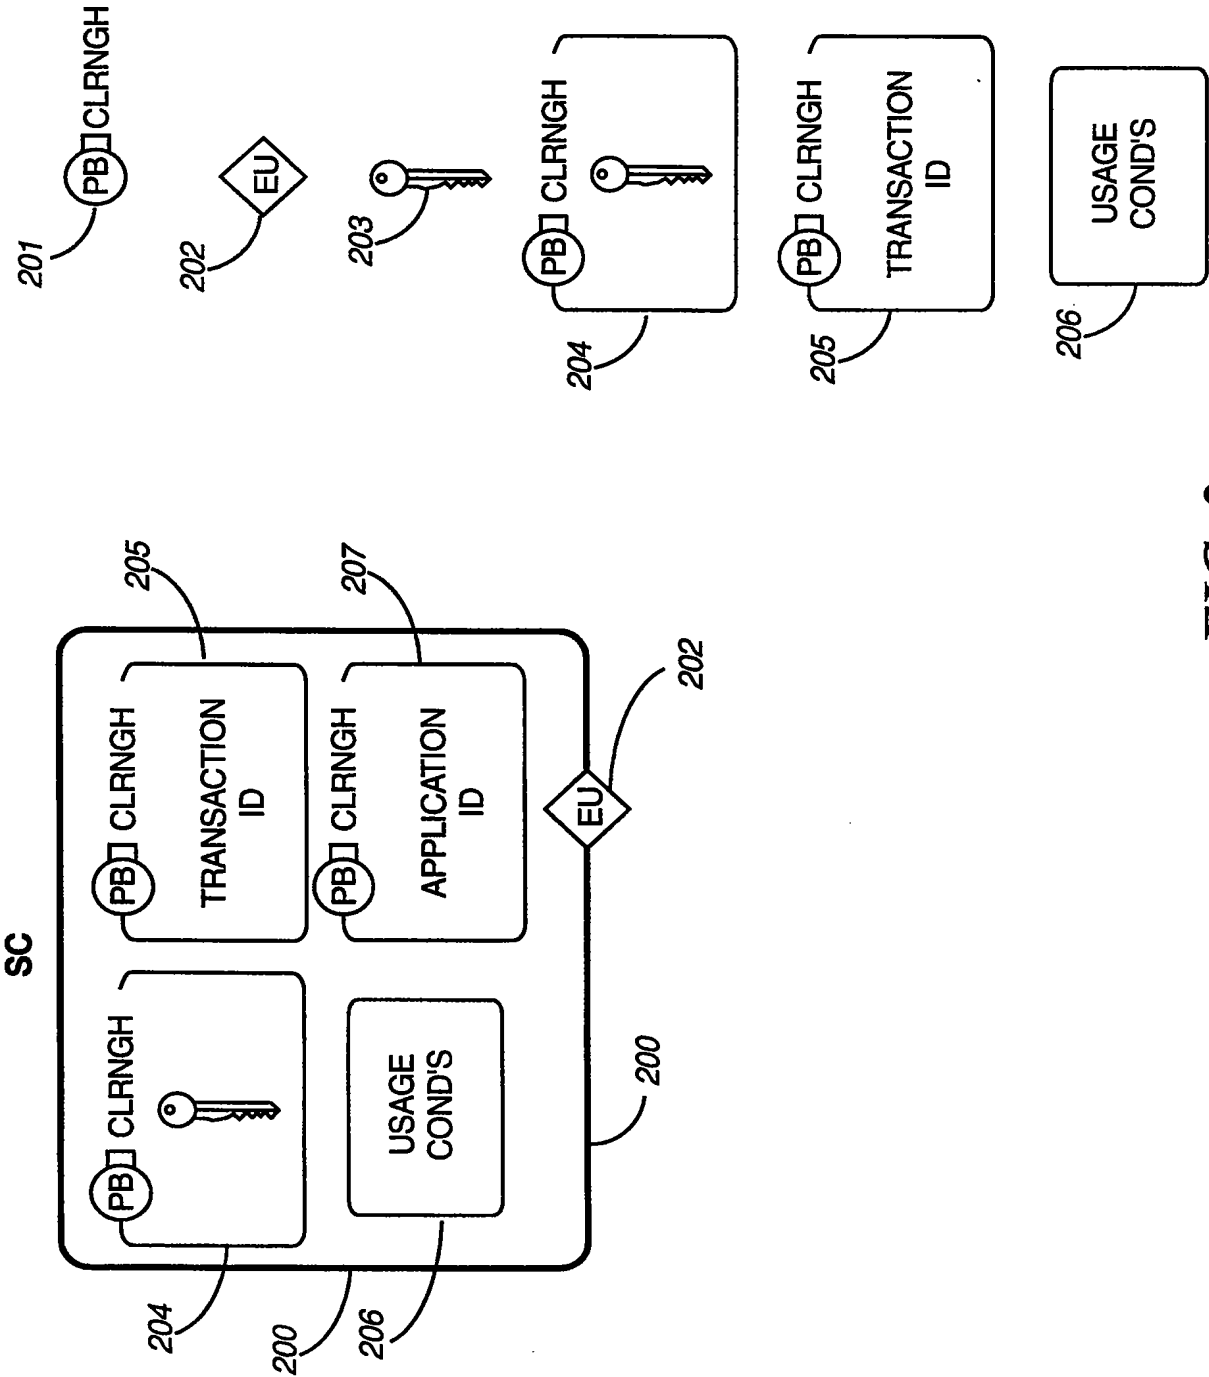 SC
204
PB CLRNGH
PB CLRNGH
TRANSACTION
ID
205
200
206
USAGE
COND'S
PB CLRNGH
APPLICATION
ID
207
EU
200
202
201
PB CLRNGH
202
EU
203
204
PB CLRNGH
205
PB CLRNGH
TRANSACTION
ID
206
USAGE
COND'S